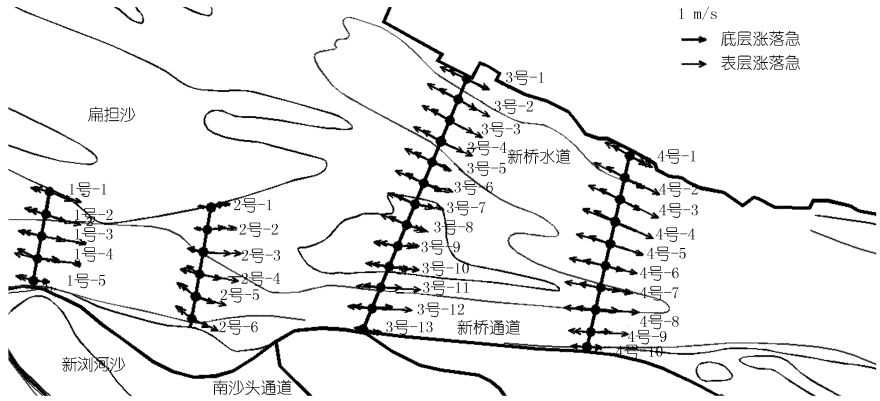 1 m/s
底层涨落急
表层涨落急
扁担沙
新桥水道
新桥通道
新浏河沙
南沙头通道
1号-1
1号-2
1号-3
1号-4
1号-5
2号-1
2号-2
2号-3
2号-4
2号-5
2号-6
3号-1
3号-2
3号-3
3号-4
3号-5
3号-6
3号-7
3号-8
3号-9
3号-10
3号-11
3号-12
3号-13
4号-1
4号-2
4号-3
4号-4
4号-5
4号-6
4号-7
4号-8
4号-9
4号-10